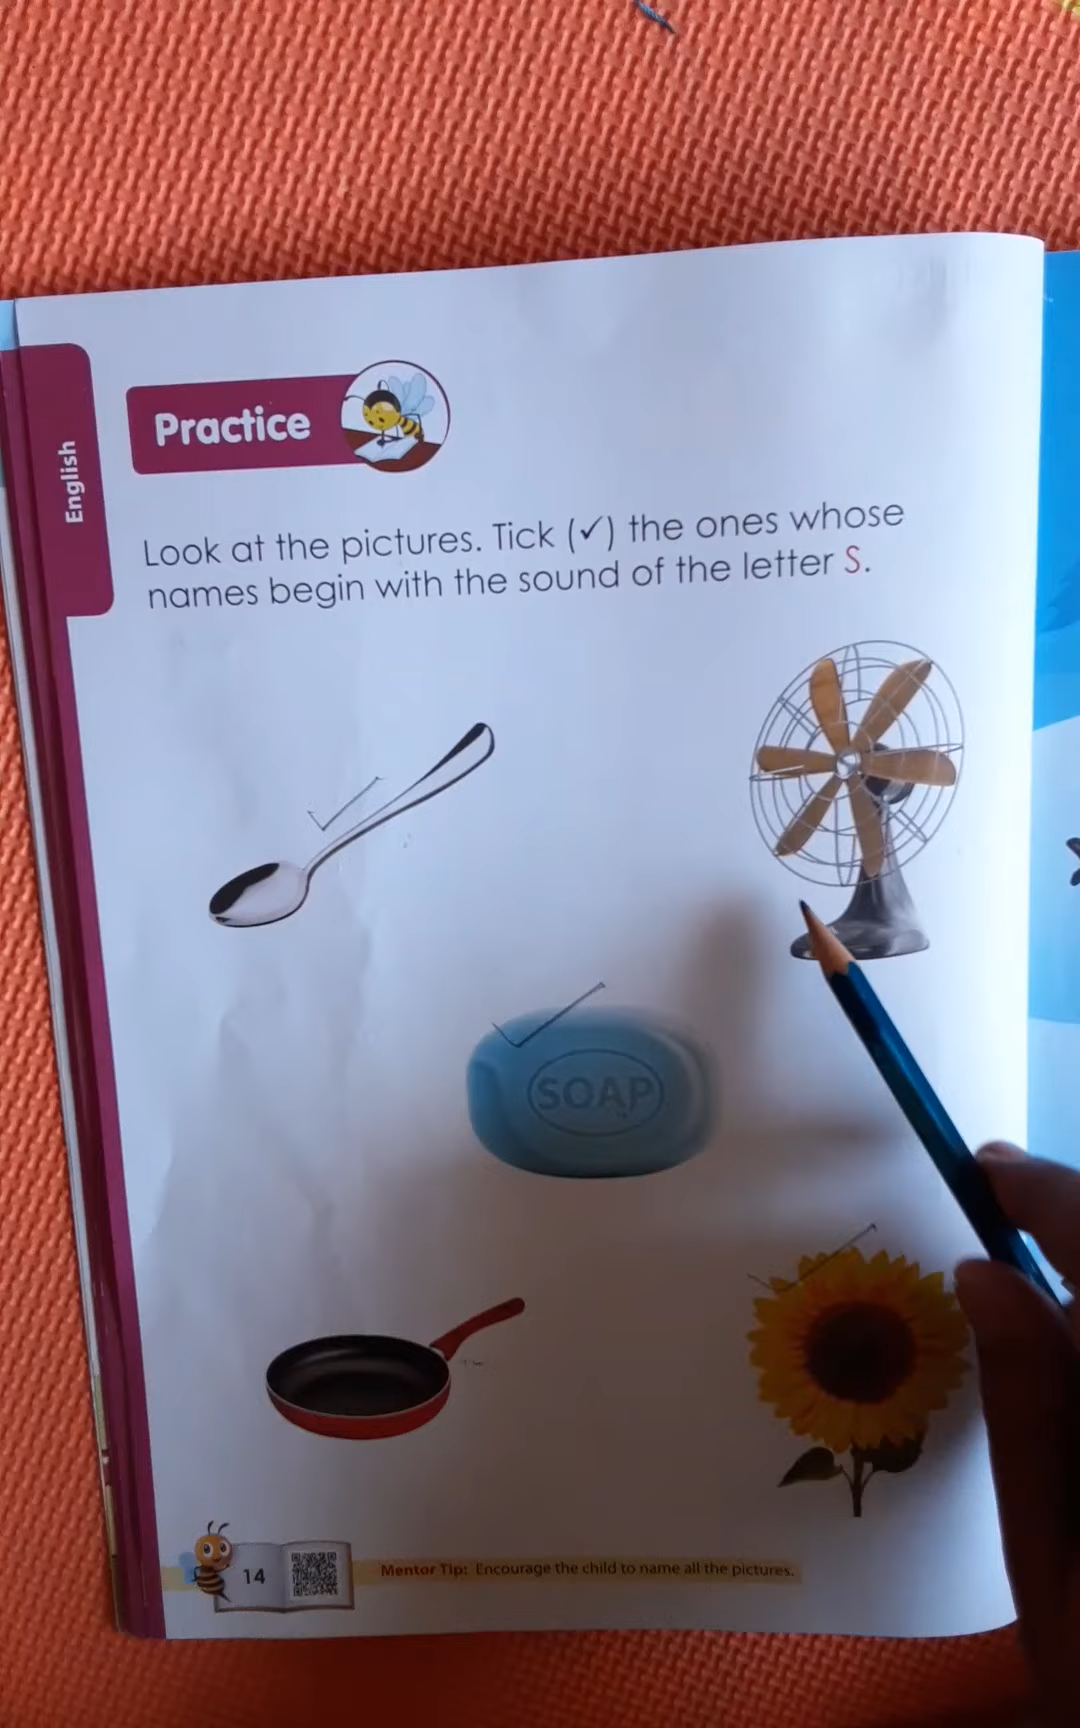 English
Practice
Look at the pictures. Tick (✓) the ones whose
names begin with the sound of the letter S.
SOAP
14
Mentor Tip: Encourage the child to name all the pictures.